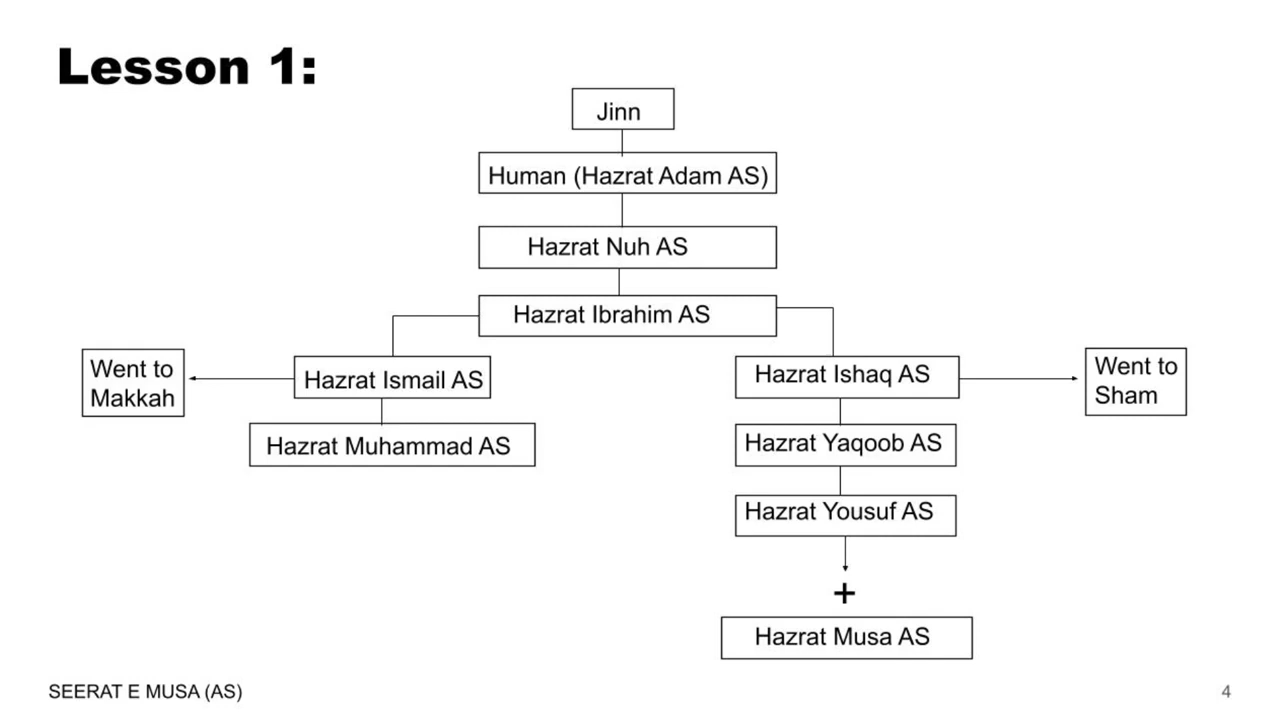 Lesson 1:
Jinn
Human (Hazrat Adam AS)
Hazrat Nuh AS
Hazrat Ibrahim AS
Went to
Makkah
Hazrat Ismail AS
Hazrat Ishaq AS
Went to
Sham
Hazrat Muhammad AS
Hazrat Yaqoob AS
Hazrat Yousuf AS
+
Hazrat Musa AS
SEERAT E MUSA (AS)
4